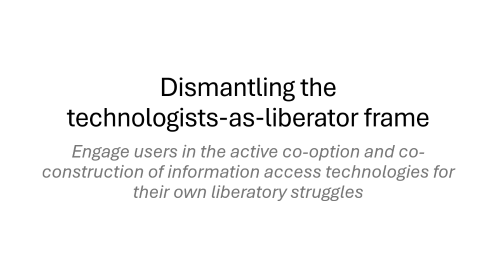 Dismantling the
technologists-as-liberator frame
Engage users in the active co-option and co-
construction of information access technologies for
their own liberatory struggles